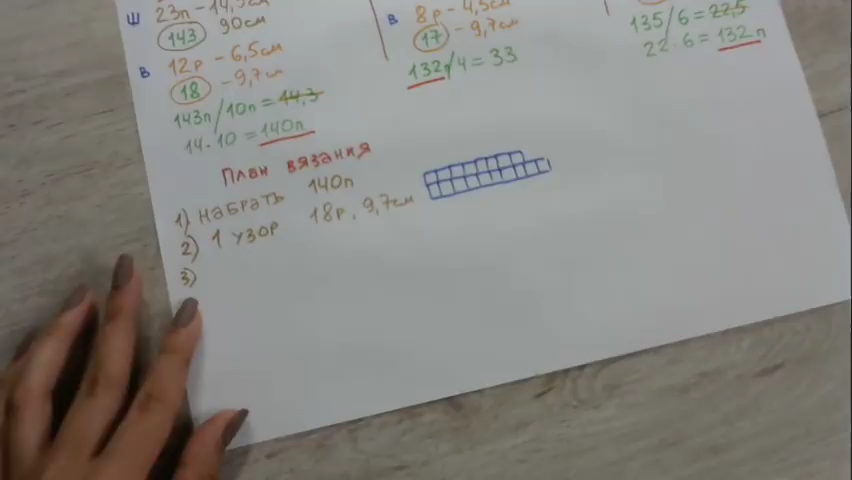 23п - 14,5см
Ш
143 90см
В 12р - 6,5см
18 - 9,7см
143п/10п = 14,3
14·10 = 140п
8р - 4,5см
В
17 - 9,7см
132/4 = 33
135/6 = 22,5
22·6 = 132п
План вязания
1) НАБРАТЬ 140п
2) 1 УЗОР 18р. 9,7см
3)